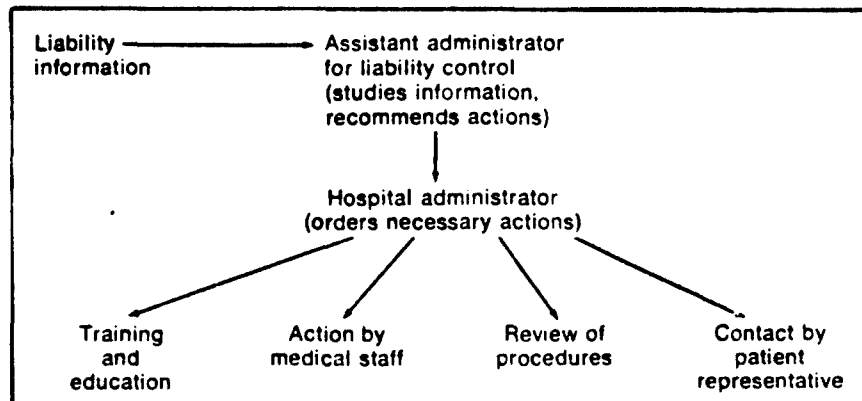 Liability
information
Assistant administrator
for liability control
(studies information,
recommends actions)
Hospital administrator
(orders necessary actions)
Training
and
education
Action by
medical staff
Review of
procedures
Contact by
patient
representative